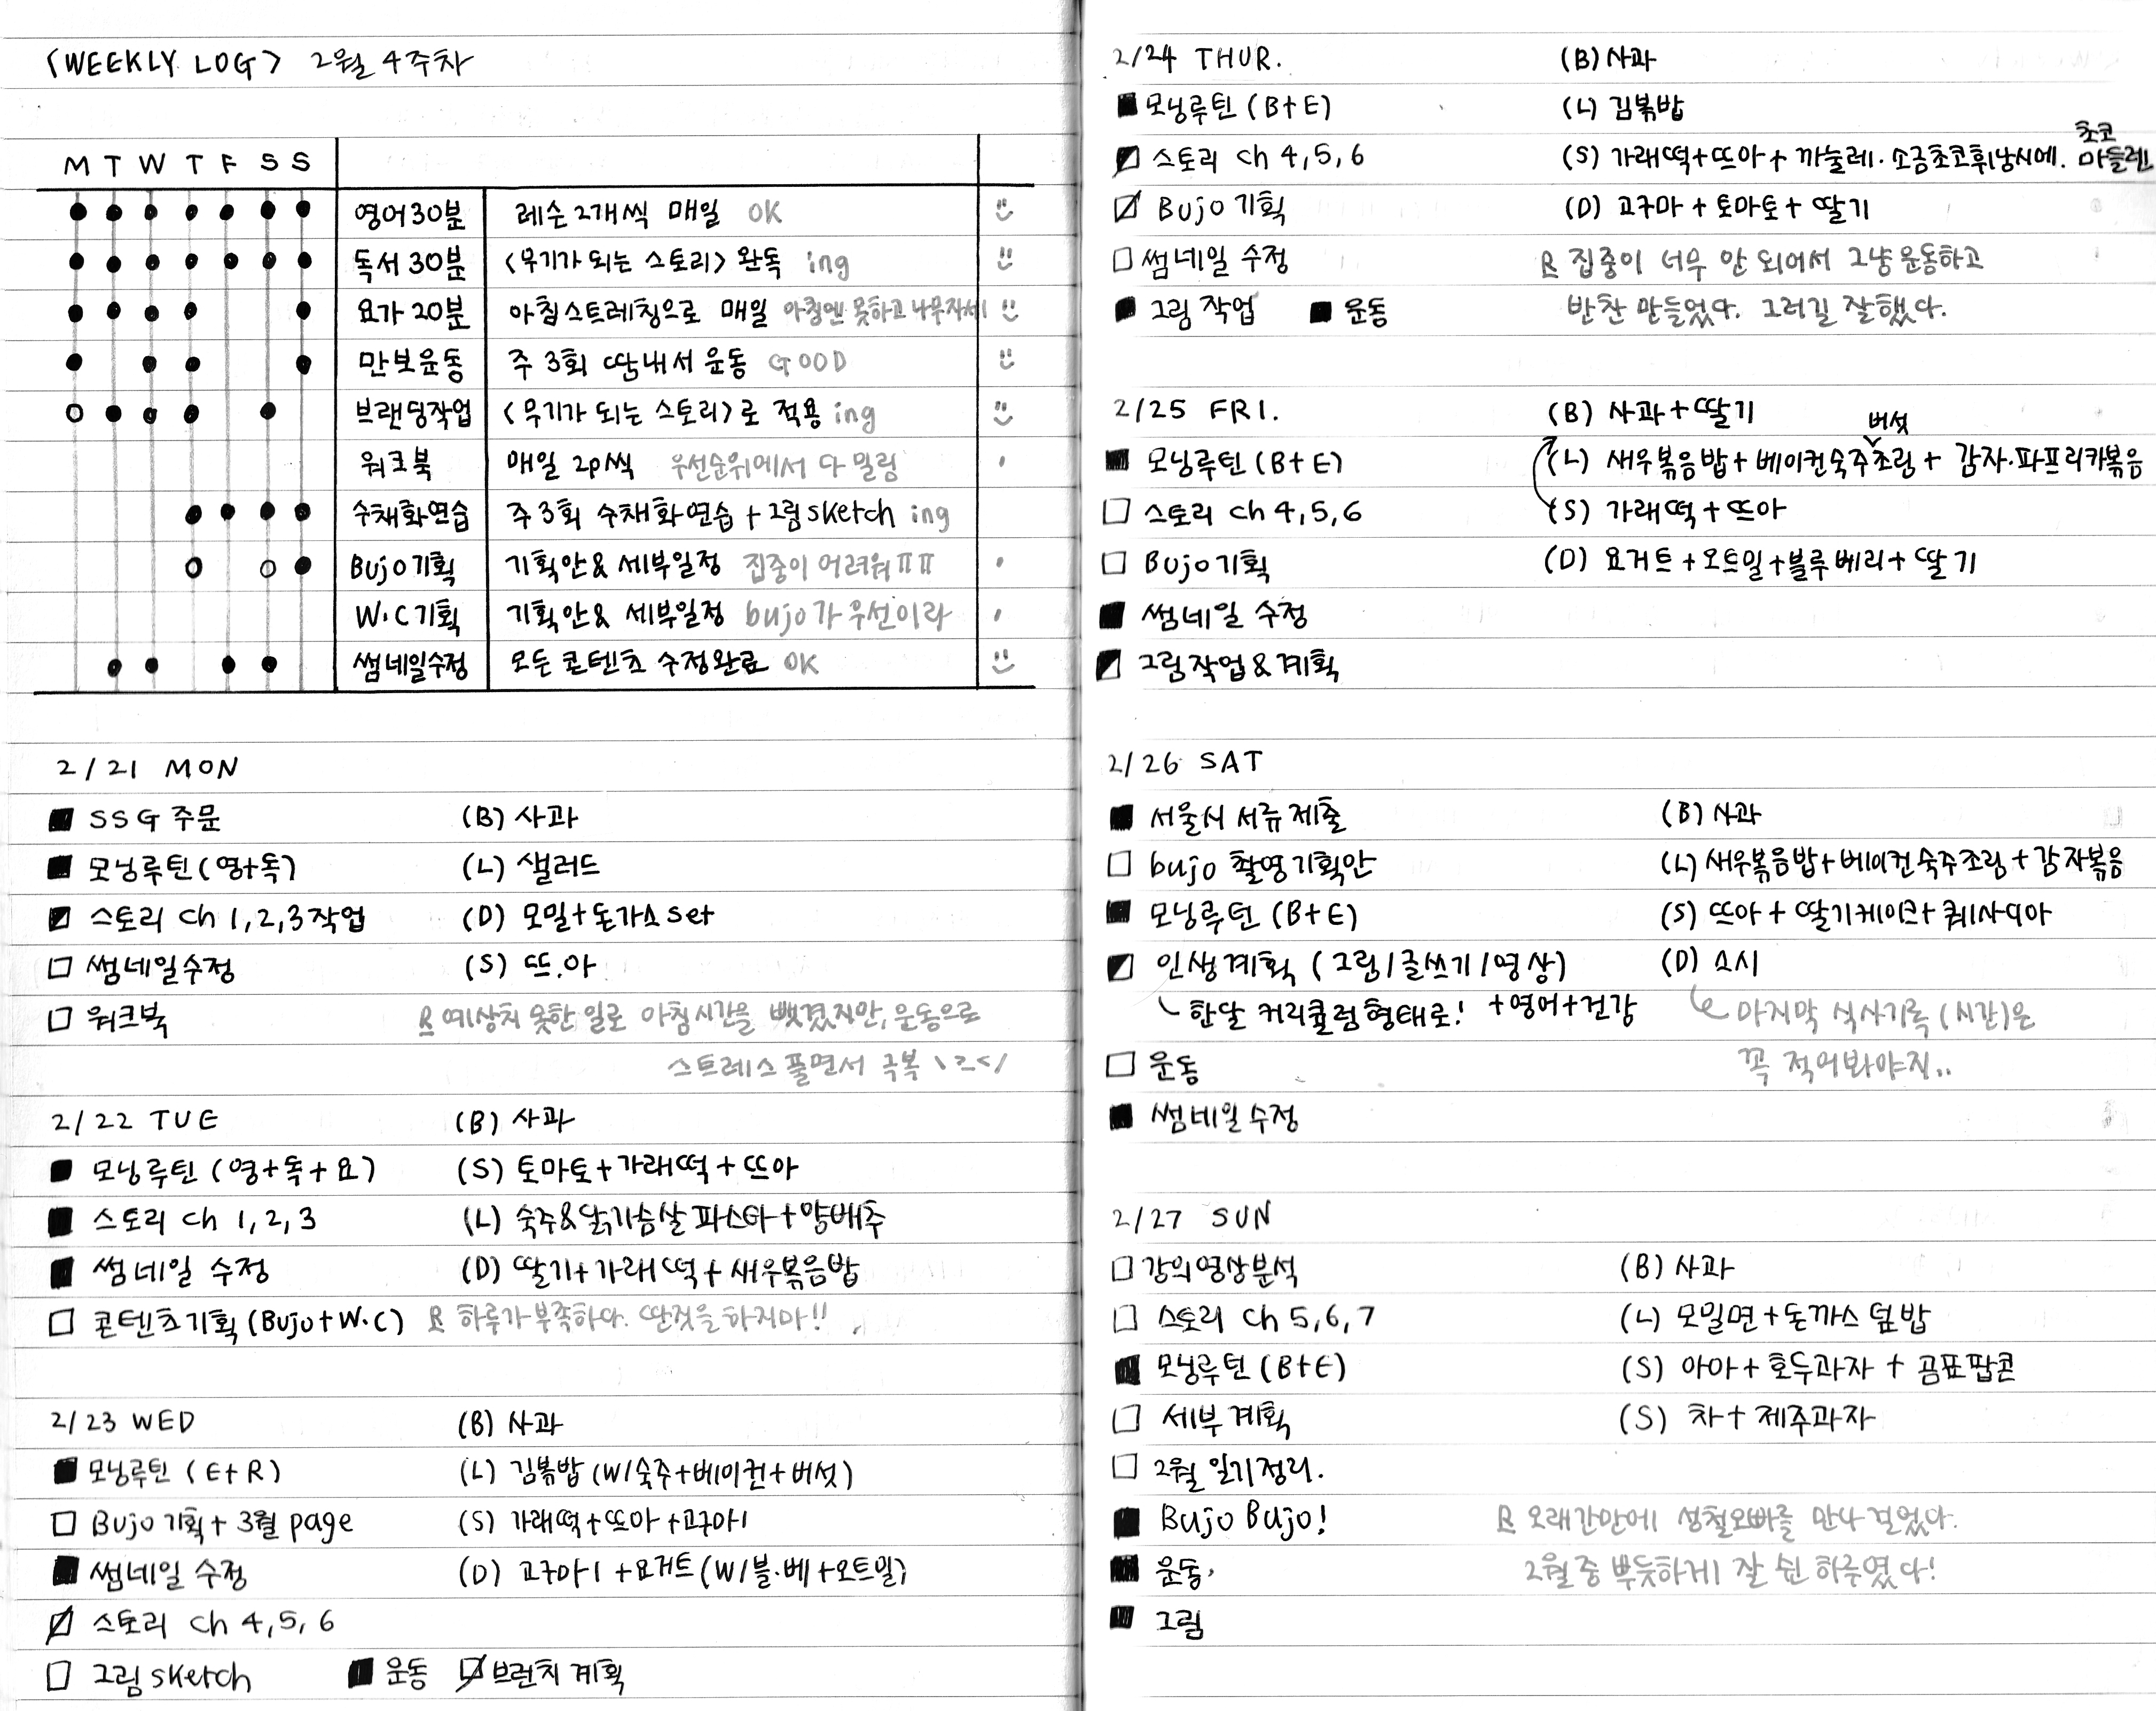 <WEEKLY LOG> 2월 4주차
M T W T F S S
영어30분 레슨 2개씩 매일 OK
독서 30분 <무기가 되는 스토리> 완독 ing
요가 20분 아침스트레칭으로 매일 아침엔 못하고 나무자세
만보운동 주 3회 땀내서 운동 GOOD
브랜딩작업 <무기가 되는 스토리>로 적용 ing
워크북 매일 2p씩 우선순위에서 다 밀림
수채화연습 주3회 수채화연습 + 그림 sketch ing
Bujo기획 기획안 & 세부일정 집중이 어려워ㅠㅠ
W.C기획 기획안 & 세부일정 bujo가 우선이라
썸네일수정 모든 콘텐츠 수정완료 OK
2/21 MON
SSG 주문 (B) 사과
모닝루틴 (영+독) (L) 샐러드
스토리 ch 1,2,3 작업 (D) 모밀+돈가스 set
썸네일수정 (S) 뜨.아
워크북 R 예상치 못한 일로 아침시간을 뺏겼지만, 운동으로
스트레스 풀면서 극복 \></
2/22 TUE (B) 사과
모닝루틴 (영+독+요) (S) 토마토+가래떡+뜨아
스토리 ch 1, 2, 3 (L) 숙주&닭가슴살 파스타+양배추
썸네일 수정 (D) 딸기+가래떡+새우볶음밥
콘텐츠기획 (Bujo+W.C) R 하루가 부족하다. 딴짓을 하지마!!
2/23 WED (B) 사과
모닝루틴 (E+R) (L) 김볶밥 (W/숙주+베이컨+버섯)
Bujo 기획 + 3월 page (S) 가래떡+뜨아+고구마
썸네일 수정 (D) 고구마+요거트 (W/블.베+오트밀)
스토리 ch 4, 5, 6
그림 sketch 운동 브런치 계획
2/24 THUR. (B) 사과
모닝루틴 (B+E) (L) 김볶밥
초코
스토리 ch 4,5,6 (S) 가래떡+뜨아+까눌레.소금초코휘낭시에.마들렌
Bujo 기획 (D) 고구마+토마토+딸기
썸네일 수정 R 집중이 너무 안 되어서 그냥 운동하고
그림 작업 운동 반찬 만들었다. 그러길 잘했다.
2/25 FRI. (B) 사과+딸기
버섯
모닝루틴 (B+E) (L) 새우볶음밥+베이컨숙주조림+감자.파프리카볶음
스토리 ch 4,5,6 (S) 가래떡+뜨아
Bujo 기획 (D) 요거트+오트밀+블루베리+딸기
썸네일 수정
그림작업 & 계획
2/26 SAT
서울시 서류 제출 (B) 사과
bujo 촬영기획안 (L) 새우볶음밥+베이컨숙주조림+감자볶음
모닝루틴 (B+E) (S) 뜨아+딸기케이크+퀘사디아
인생계획 (그림/글쓰기/영상) (D) 스시
한달 커리큘럼형태로! +영어+건강 마지막 식사기록(시간)은
운동 꼭 적어봐야지..
썸네일 수정
2/27 SUN
강의영상분석 (B) 사과
스토리 ch 5,6,7 (L) 모밀면+돈까스 덮밥
모닝루틴 (B+E) (S) 아아+호두과자+곰표팝콘
세부 계획 (S) 차+제주과자
2월 일기정리.
Bujo Bujo! R 오래간만에 성철오빠를 만나 걸었다.
운동. 2월중 뿌듯하게 잘 쉰 하루였다!
그림